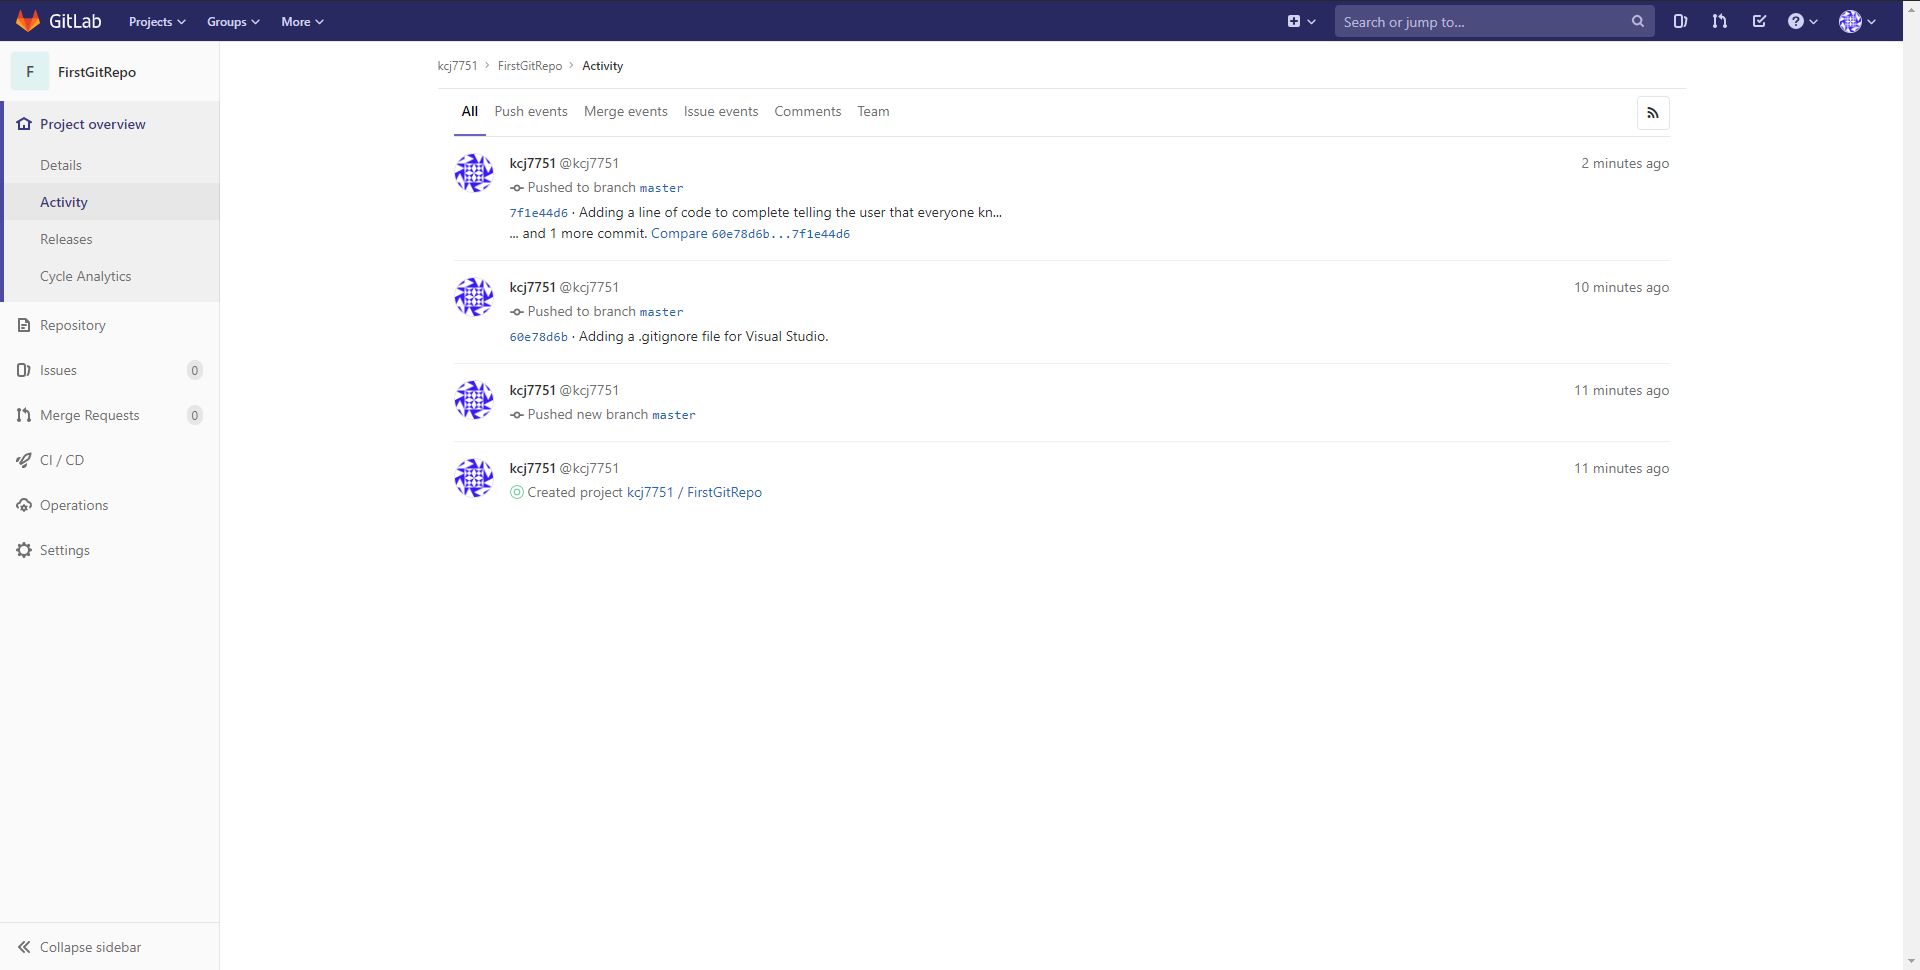 GitLab Projects Groups More Search or jump to...
F FirstGitRepo
Project overview
Details
Activity
Releases
Cycle Analytics
Repository
Issues 0
Merge Requests 0
CI / CD
Operations
Settings
Collapse sidebar
kcj7751 > FirstGitRepo > Activity
All Push events Merge events Issue events Comments Team
kcj7751 @kcj7751 2 minutes ago
Pushed to branch master
7f1e44d6 · Adding a line of code to complete telling the user that everyone kn...
... and 1 more commit. Compare 60e78d6b...7f1e44d6
kcj7751 @kcj7751 10 minutes ago
Pushed to branch master
60e78d6b · Adding a .gitignore file for Visual Studio.
kcj7751 @kcj7751 11 minutes ago
Pushed new branch master
kcj7751 @kcj7751 11 minutes ago
Created project kcj7751 / FirstGitRepo